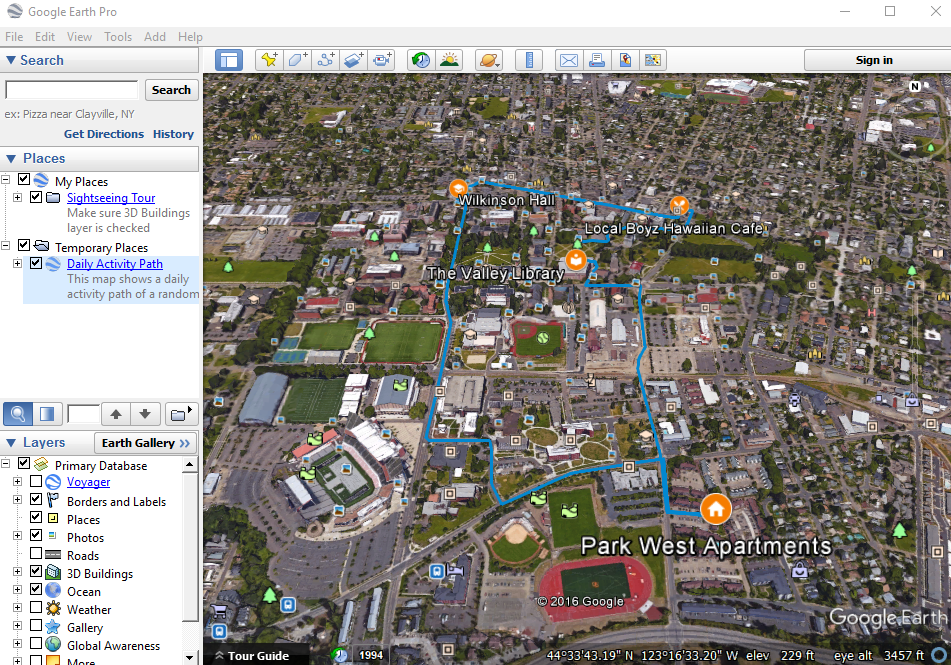 Google Earth Pro
File Edit View Tools Add Help
Search
Sign in
Search
ex: Pizza near Clayville, NY
Get Directions History
Places
My Places
Sightseeing Tour
Make sure 3D Buildings
layer is checked
Temporary Places
Daily Activity Path
This map shows a daily
activity path of a random
Layers
Earth Gallery >>
Primary Database
Voyager
Borders and Labels
Places
Photos
Roads
3D Buildings
Ocean
Weather
Gallery
Global Awareness
More
N
Wilkinson Hall
Local Boyz Hawaiian Cafe
The Valley Library
H
Park West Apartments
© 2016 Google
Google Earth
Tour Guide
1994
44°33'43.19" N 123°16'33.20" W elev 229 ft eye alt 3457 ft